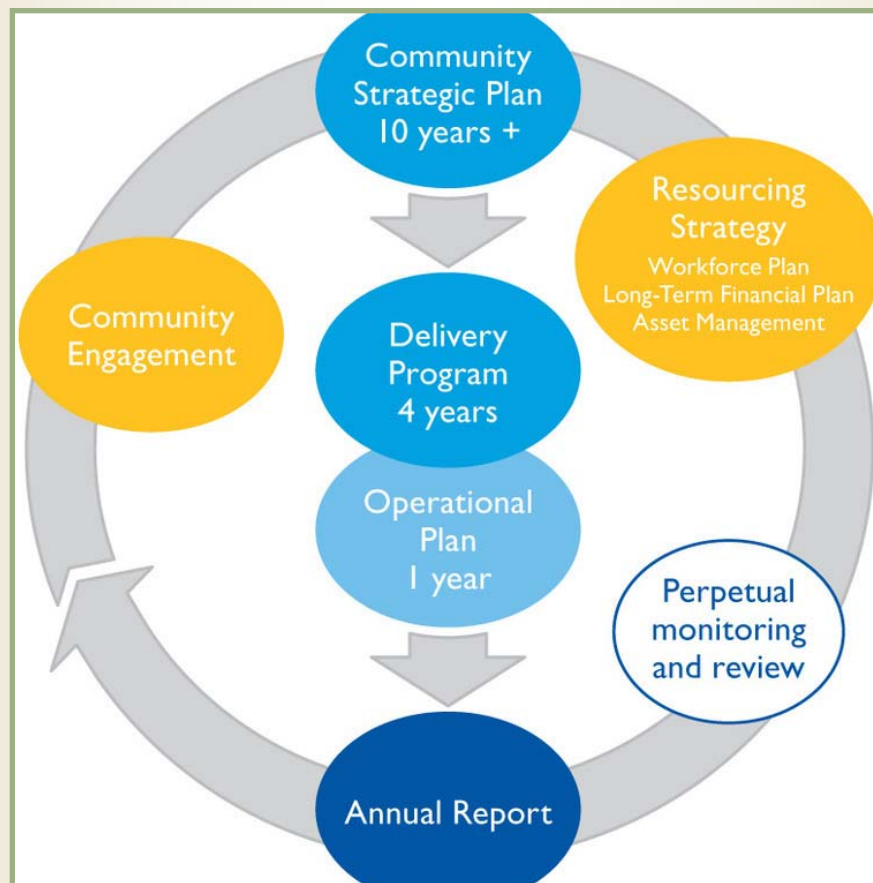 Community
Strategic Plan
10 years +
Resourcing
Strategy
Workforce Plan
Long-Term Financial Plan
Asset Management
Community
Engagement
Delivery
Program
4 years
Operational
Plan
1 year
Perpetual
monitoring
and review
Annual Report